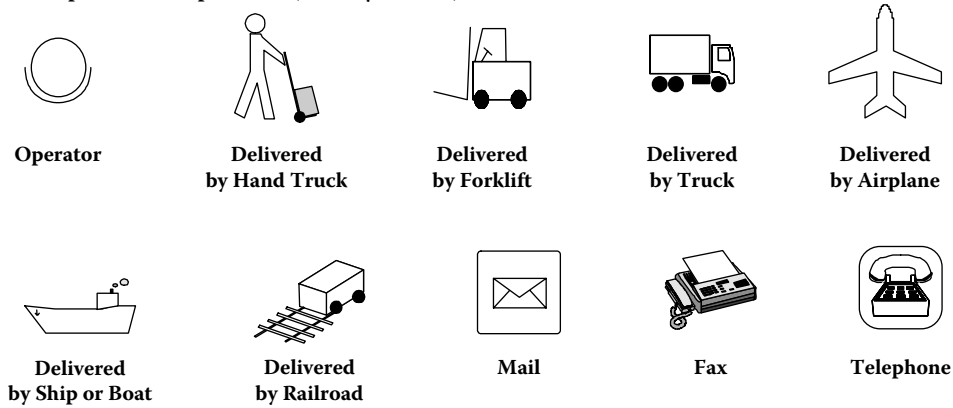 Operator
Delivered
by Hand Truck
Delivered
by Forklift
Delivered
by Truck
Delivered
by Airplane
Delivered
by Ship or Boat
Delivered
by Railroad
Mail
Fax
Telephone